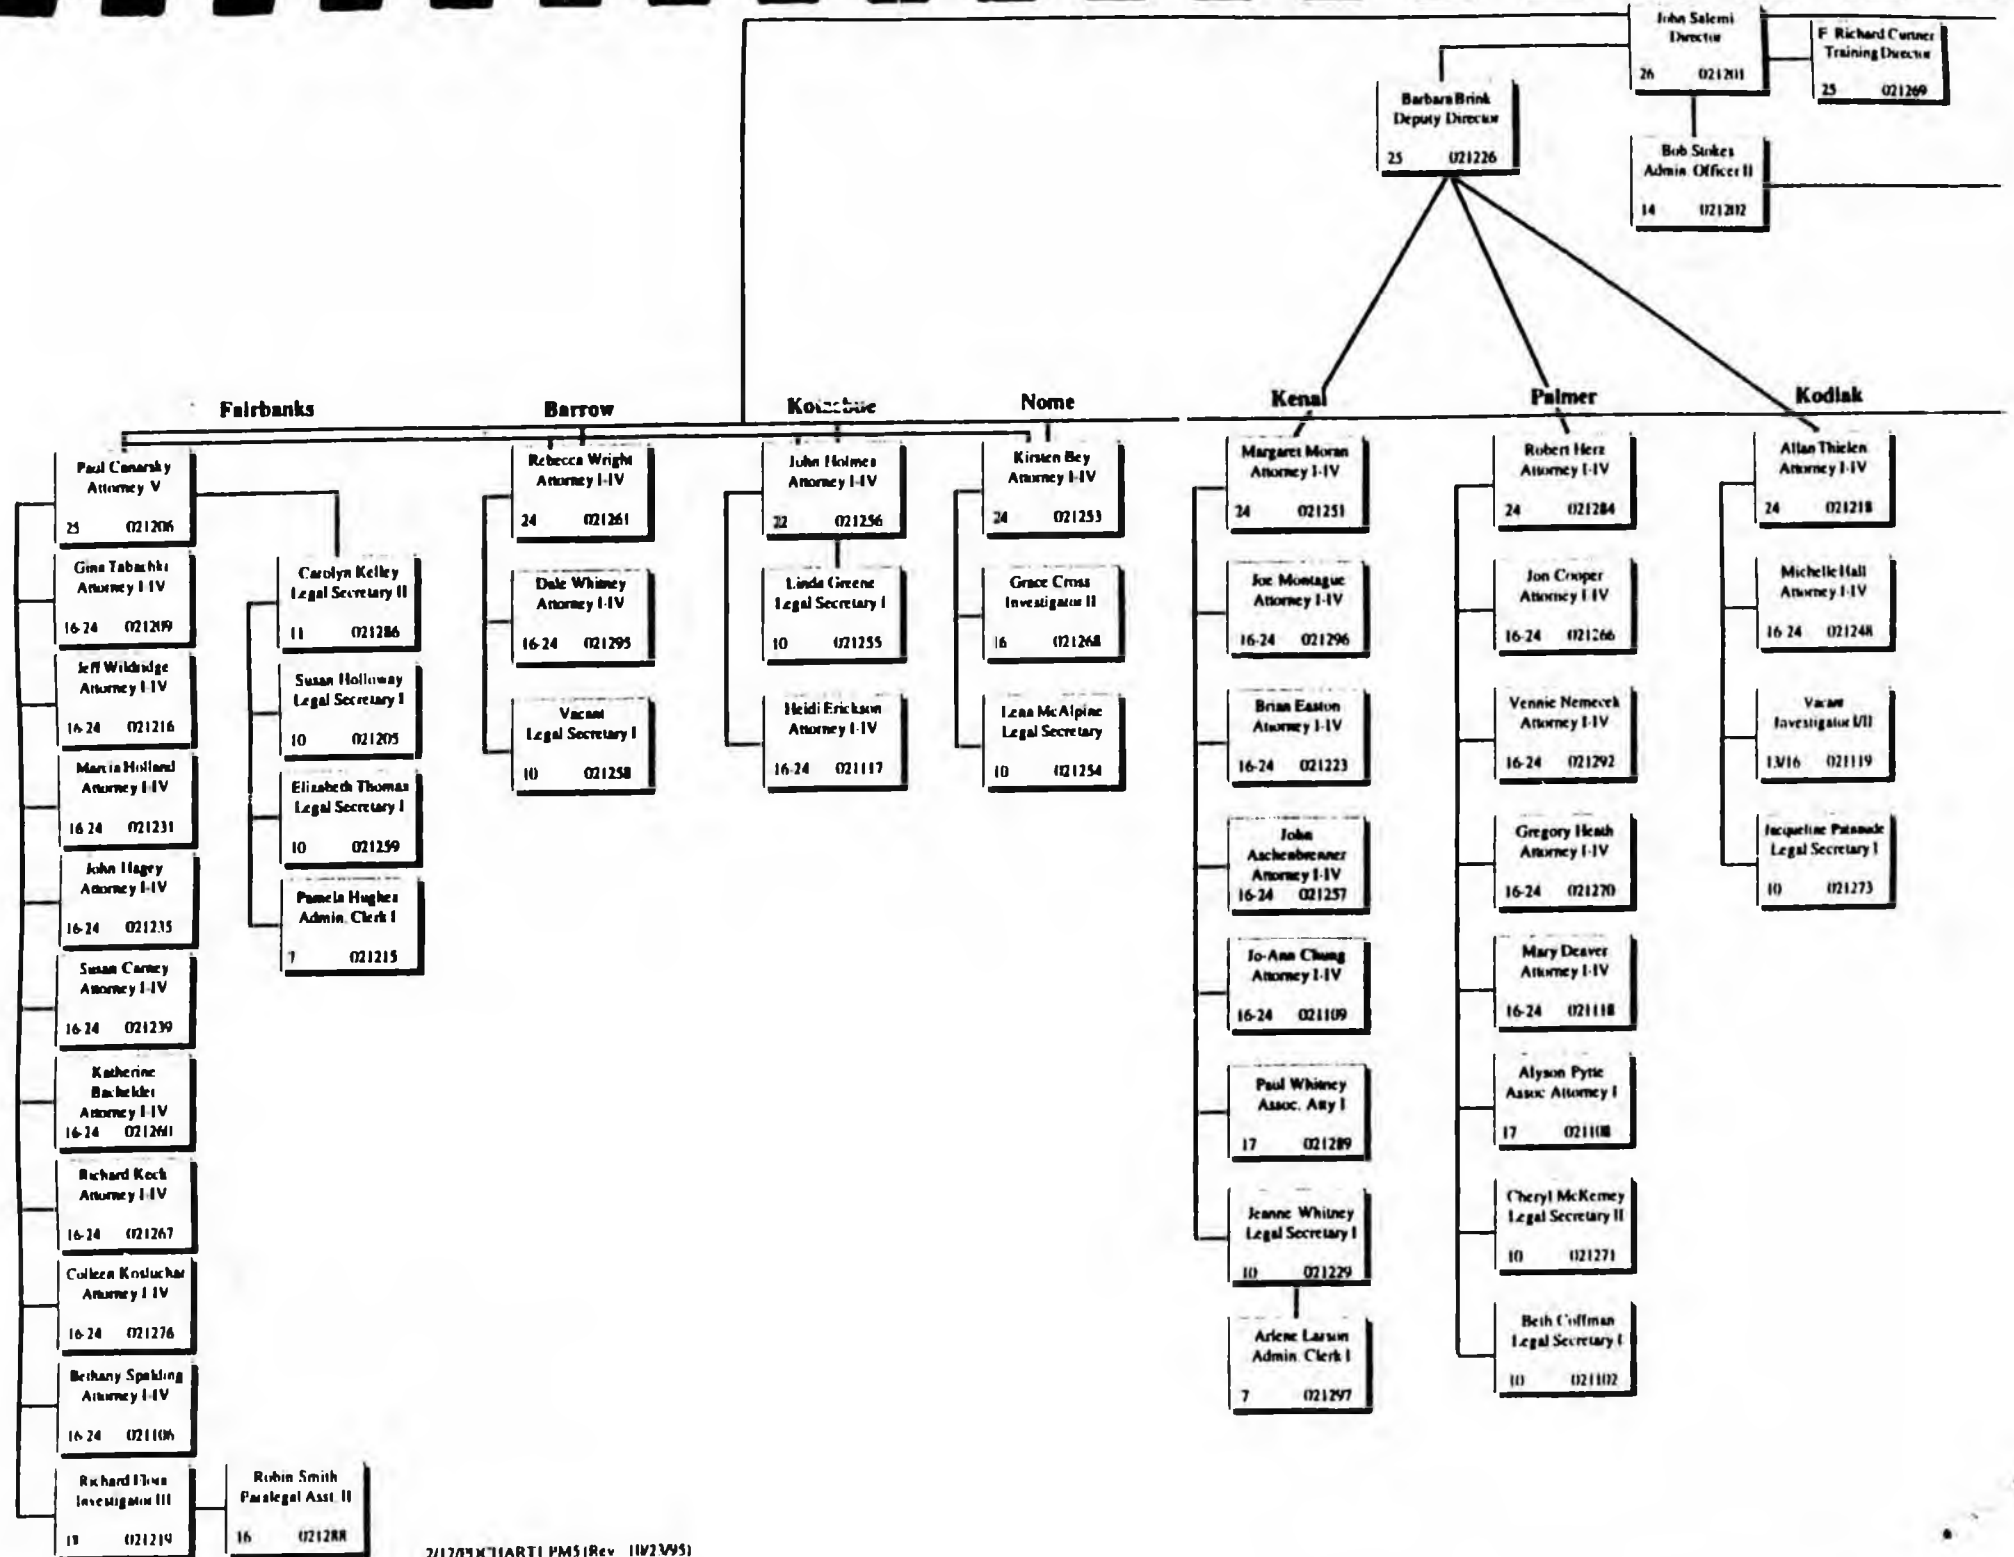 John Salemi
Director
26 021201
F. Richard Curtner
Training Director
25 021269
Barbara Brink
Deputy Director
25 021226
Bob Stokes
Admin. Officer II
14 021202
Fairbanks
Barrow
Kotzebue
Nome
Kenai
Palmer
Kodiak
Paul Canarsky
Attorney V
25 021206
Gina Tabachki
Attorney I-IV
16-24 021209
Jeff Wildridge
Attorney I-IV
16-24 021216
Marcia Holland
Attorney I-IV
16-24 021231
John Hagey
Attorney I-IV
16-24 021235
Susan Carney
Attorney I-IV
16-24 021239
Katherine
Bachelder
Attorney I-IV
16-24 021260
Richard Keck
Attorney I-IV
16-24 021267
Colleen Kosluchar
Attorney I-IV
16-24 021276
Bethany Spalding
Attorney I-IV
16-24 021106
Richard
Investigator III
021219
Robin Smith
Paralegal Asst. II
16 021288
Carolyn Kelley
Legal Secretary II
11 021286
Susan Holloway
Legal Secretary I
10 021205
Elizabeth Thomas
Legal Secretary I
10 021259
Pamela Hughes
Admin. Clerk I
7 021215
Rebecca Wright
Attorney I-IV
24 021261
Dale Whitney
Attorney I-IV
16-24 021295
Vacant
Legal Secretary I
10 021258
John Holmes
Attorney I-IV
22 021256
Linda Greene
Legal Secretary I
10 021255
Heidi Erickson
Attorney I-IV
16-24 021117
Kirsten Bey
Attorney I-IV
24 021253
Grace Cross
Investigator II
16 021268
Lena McAlpine
Legal Secretary
10 021254
Margaret Moran
Attorney I-IV
24 021251
Joe Montague
Attorney I-IV
16-24 021296
Brian Easton
Attorney I-IV
16-24 021223
John
Aschenbrenner
Attorney I-IV
16-24 021257
Jo-Ann Chung
Attorney I-IV
16-24 021109
Paul Whitney
Assoc. Atty I
17 021289
Jeanne Whitney
Legal Secretary I
10 021229
Arlene Larson
Admin. Clerk I
7 021297
Robert Herz
Attorney I-IV
24 021284
Jon Cooper
Attorney I-IV
16-24 021266
Vennie Nemecek
Attorney I-IV
16-24 021292
Gregory Heath
Attorney I-IV
16-24 021270
Mary Deaver
Attorney I-IV
16-24 021118
Alyson Pytte
Assoc Attorney I
17 021108
Cheryl McKerney
Legal Secretary II
10 021271
Beth Coffman
Legal Secretary I
10 021102
Allan Thielen
Attorney I-IV
24 021218
Michelle Hall
Attorney I-IV
16-24 021248
Vacant
Investigator I/II
13/16 021119
Jacqueline
Legal Secretary I
10 021273
(Rev. 10/23/95)